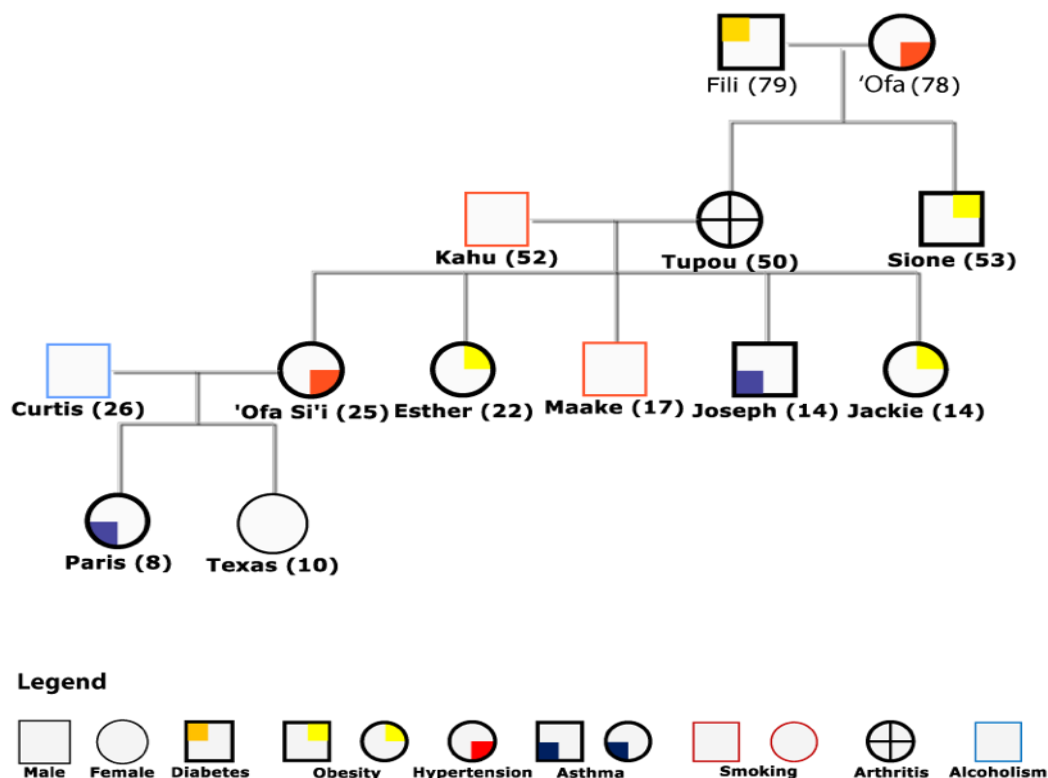 Fili (79) 'Ofa (78)
Kahu (52) Tupou (50) Sione (53)
Curtis (26) 'Ofa Si'i (25) Esther (22) Maake (17) Joseph (14) Jackie (14)
Paris (8) Texas (10)
Legend
Male Female Diabetes Obesity Hypertension Asthma Smoking Arthritis Alcoholism